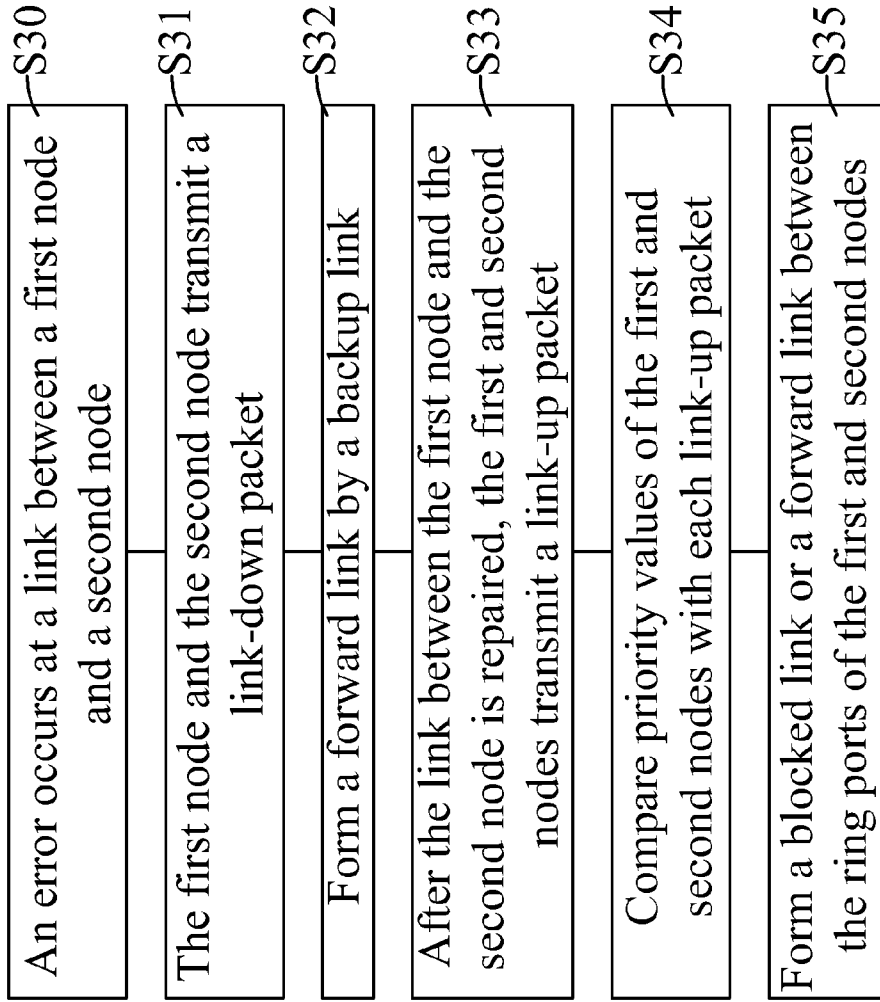 An error occurs at a link between a first node
and a second node
S30
The first node and the second node transmit a
link-down packet
S31
Form a forward link by a backup link
S32
After the link between the first node and the
second node is repaired, the first and second
nodes transmit a link-up packet
S33
Compare priority values of the first and
second nodes with each link-up packet
S34
Form a blocked link or a forward link between
the ring ports of the first and second nodes
S35